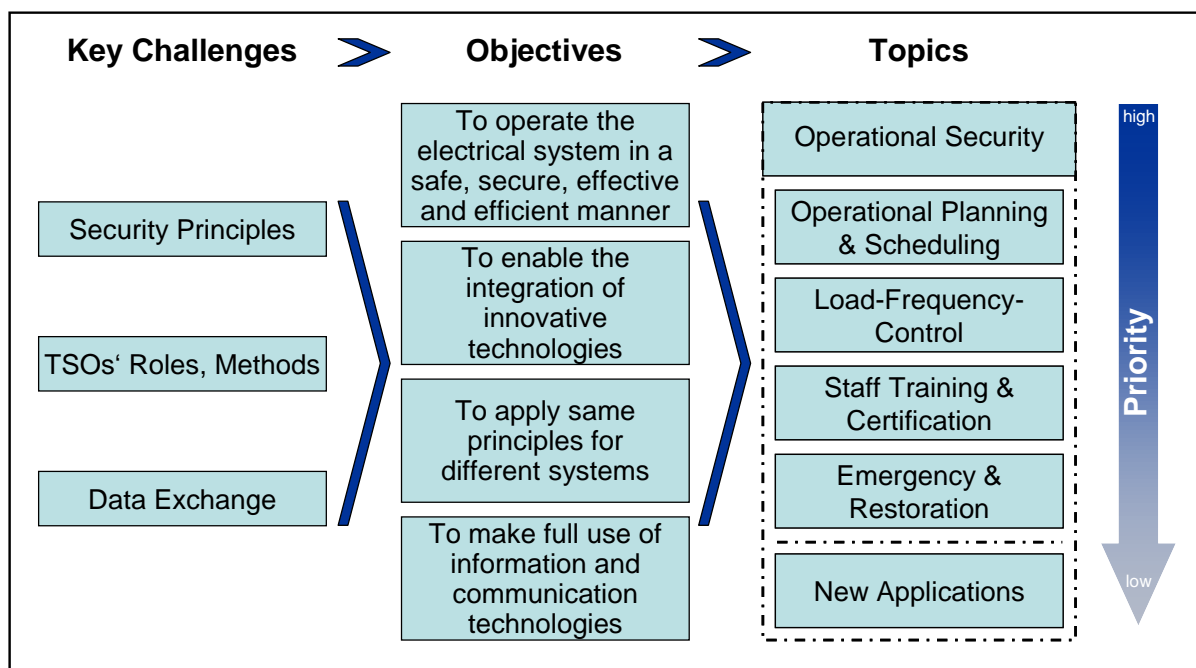 Key Challenges
Objectives
Topics
Security Principles
TSOs‘ Roles, Methods
Data Exchange
To operate the
electrical system in a
safe, secure, effective
and efficient manner
To enable the
integration of
innovative
technologies
To apply same
principles for
different systems
To make full use of
information and
communication
technologies
Operational Security
Operational Planning
& Scheduling
Load-Frequency-
Control
Staff Training &
Certification
Emergency &
Restoration
New Applications
high
Priority
low